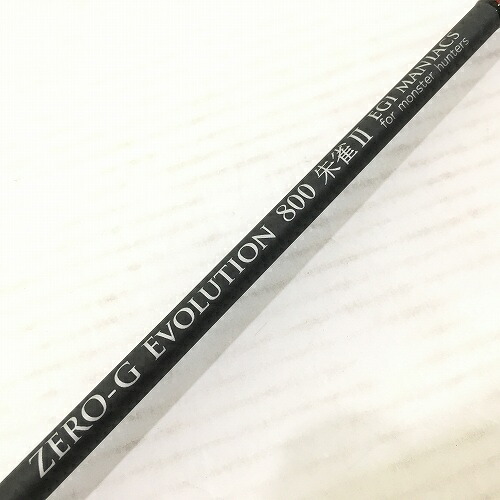 ZERO-G EVOLUTION 800 朱雀II EGI MANIACS
for monster hunters